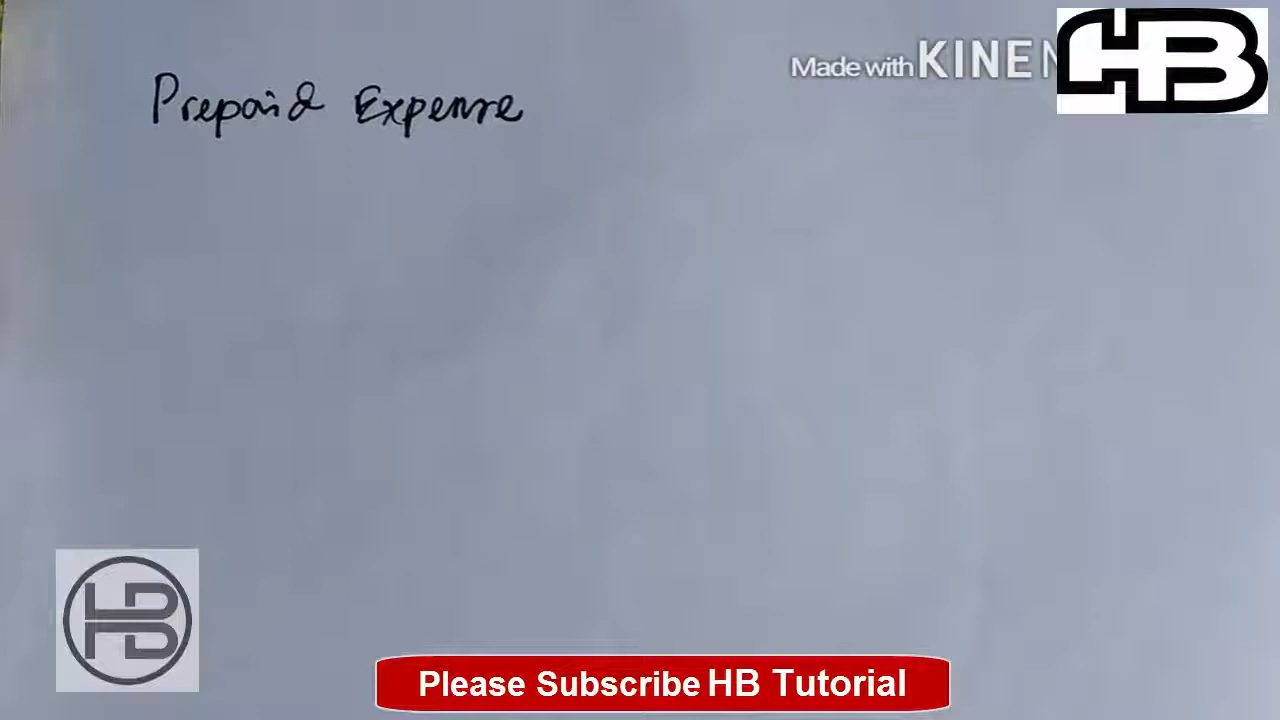 Prepaid Expense
Made with KINEM
HB
HB
Please Subscribe HB Tutorial